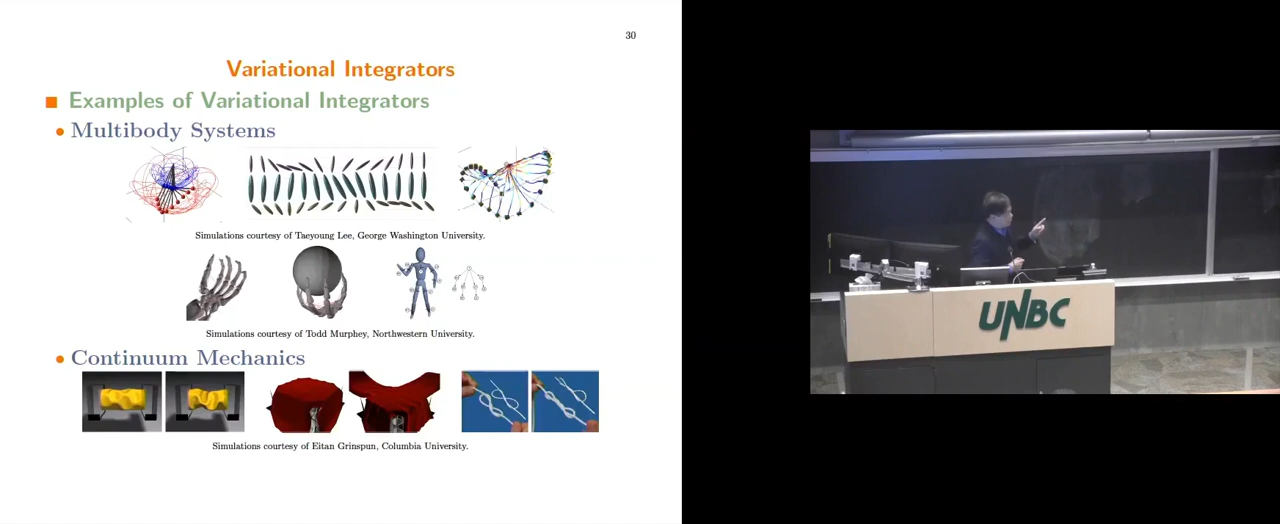 30
Variational Integrators
Examples of Variational Integrators
Multibody Systems
Simulations courtesy of Taeyoung Lee, George Washington University.
Simulations courtesy of Todd Murphey, Northwestern University.
Continuum Mechanics
Simulations courtesy of Eitan Grinspun, Columbia University.
UNBC